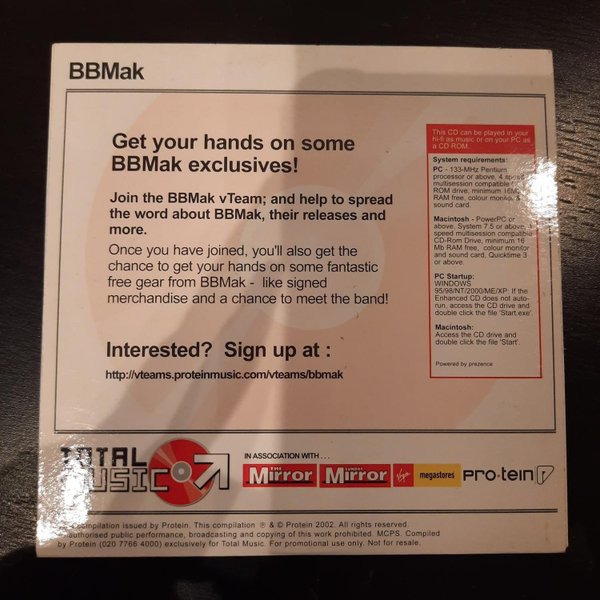 BBMak
Get your hands on some
BBMak exclusives!
Join the BBMak vTeam; and help to spread
the word about BBMak, their releases and
more.
Once you have joined, you'll also get the
chance to get your hands on some fantastic
free gear from BBMak - like signed
merchandise and a chance to meet the band!
Interested? Sign up at :
http://vteams.proteinmusic.com/vteams/bbmak
This CD can be played in your
hi-fi as music or on your PC as
a CD ROM.
System requirements:
PC - 133-MHz Pentium
processor or above, 4 speed
multisession compatible CD
ROM drive, minimum 16Mb
RAM free, colour monitor &
sound card.
Macintosh - PowerPC or
above, System 7.5 or above, 4
speed multisession compatible
CD-Rom Drive, minimum 16
Mb RAM free, colour monitor
and sound card, Quicktime 3
or above.
PC Startup:
WINDOWS
95/98/NT/2000/ME/XP: If the
Enhanced CD does not auto-
run, access the CD drive and
double click the file 'Start.exe'
Macintosh:
Access the CD drive and
double click the file 'Start'.
Powered by prezence
TOTAL
MUSIC
IN ASSOCIATION WITH . . .
THE Mirror
SUNDAY Mirror
Virgin megastores
pro-tein
compilation issued by Protein. This compilation ℗ & © Protein 2002. All rights reserved.
authorised public performance, broadcasting and copying of this work prohibited. MCPS. Compiled
by Protein (020 7766 4000) exclusively for Total Music. For promotional use only. Not for resale.